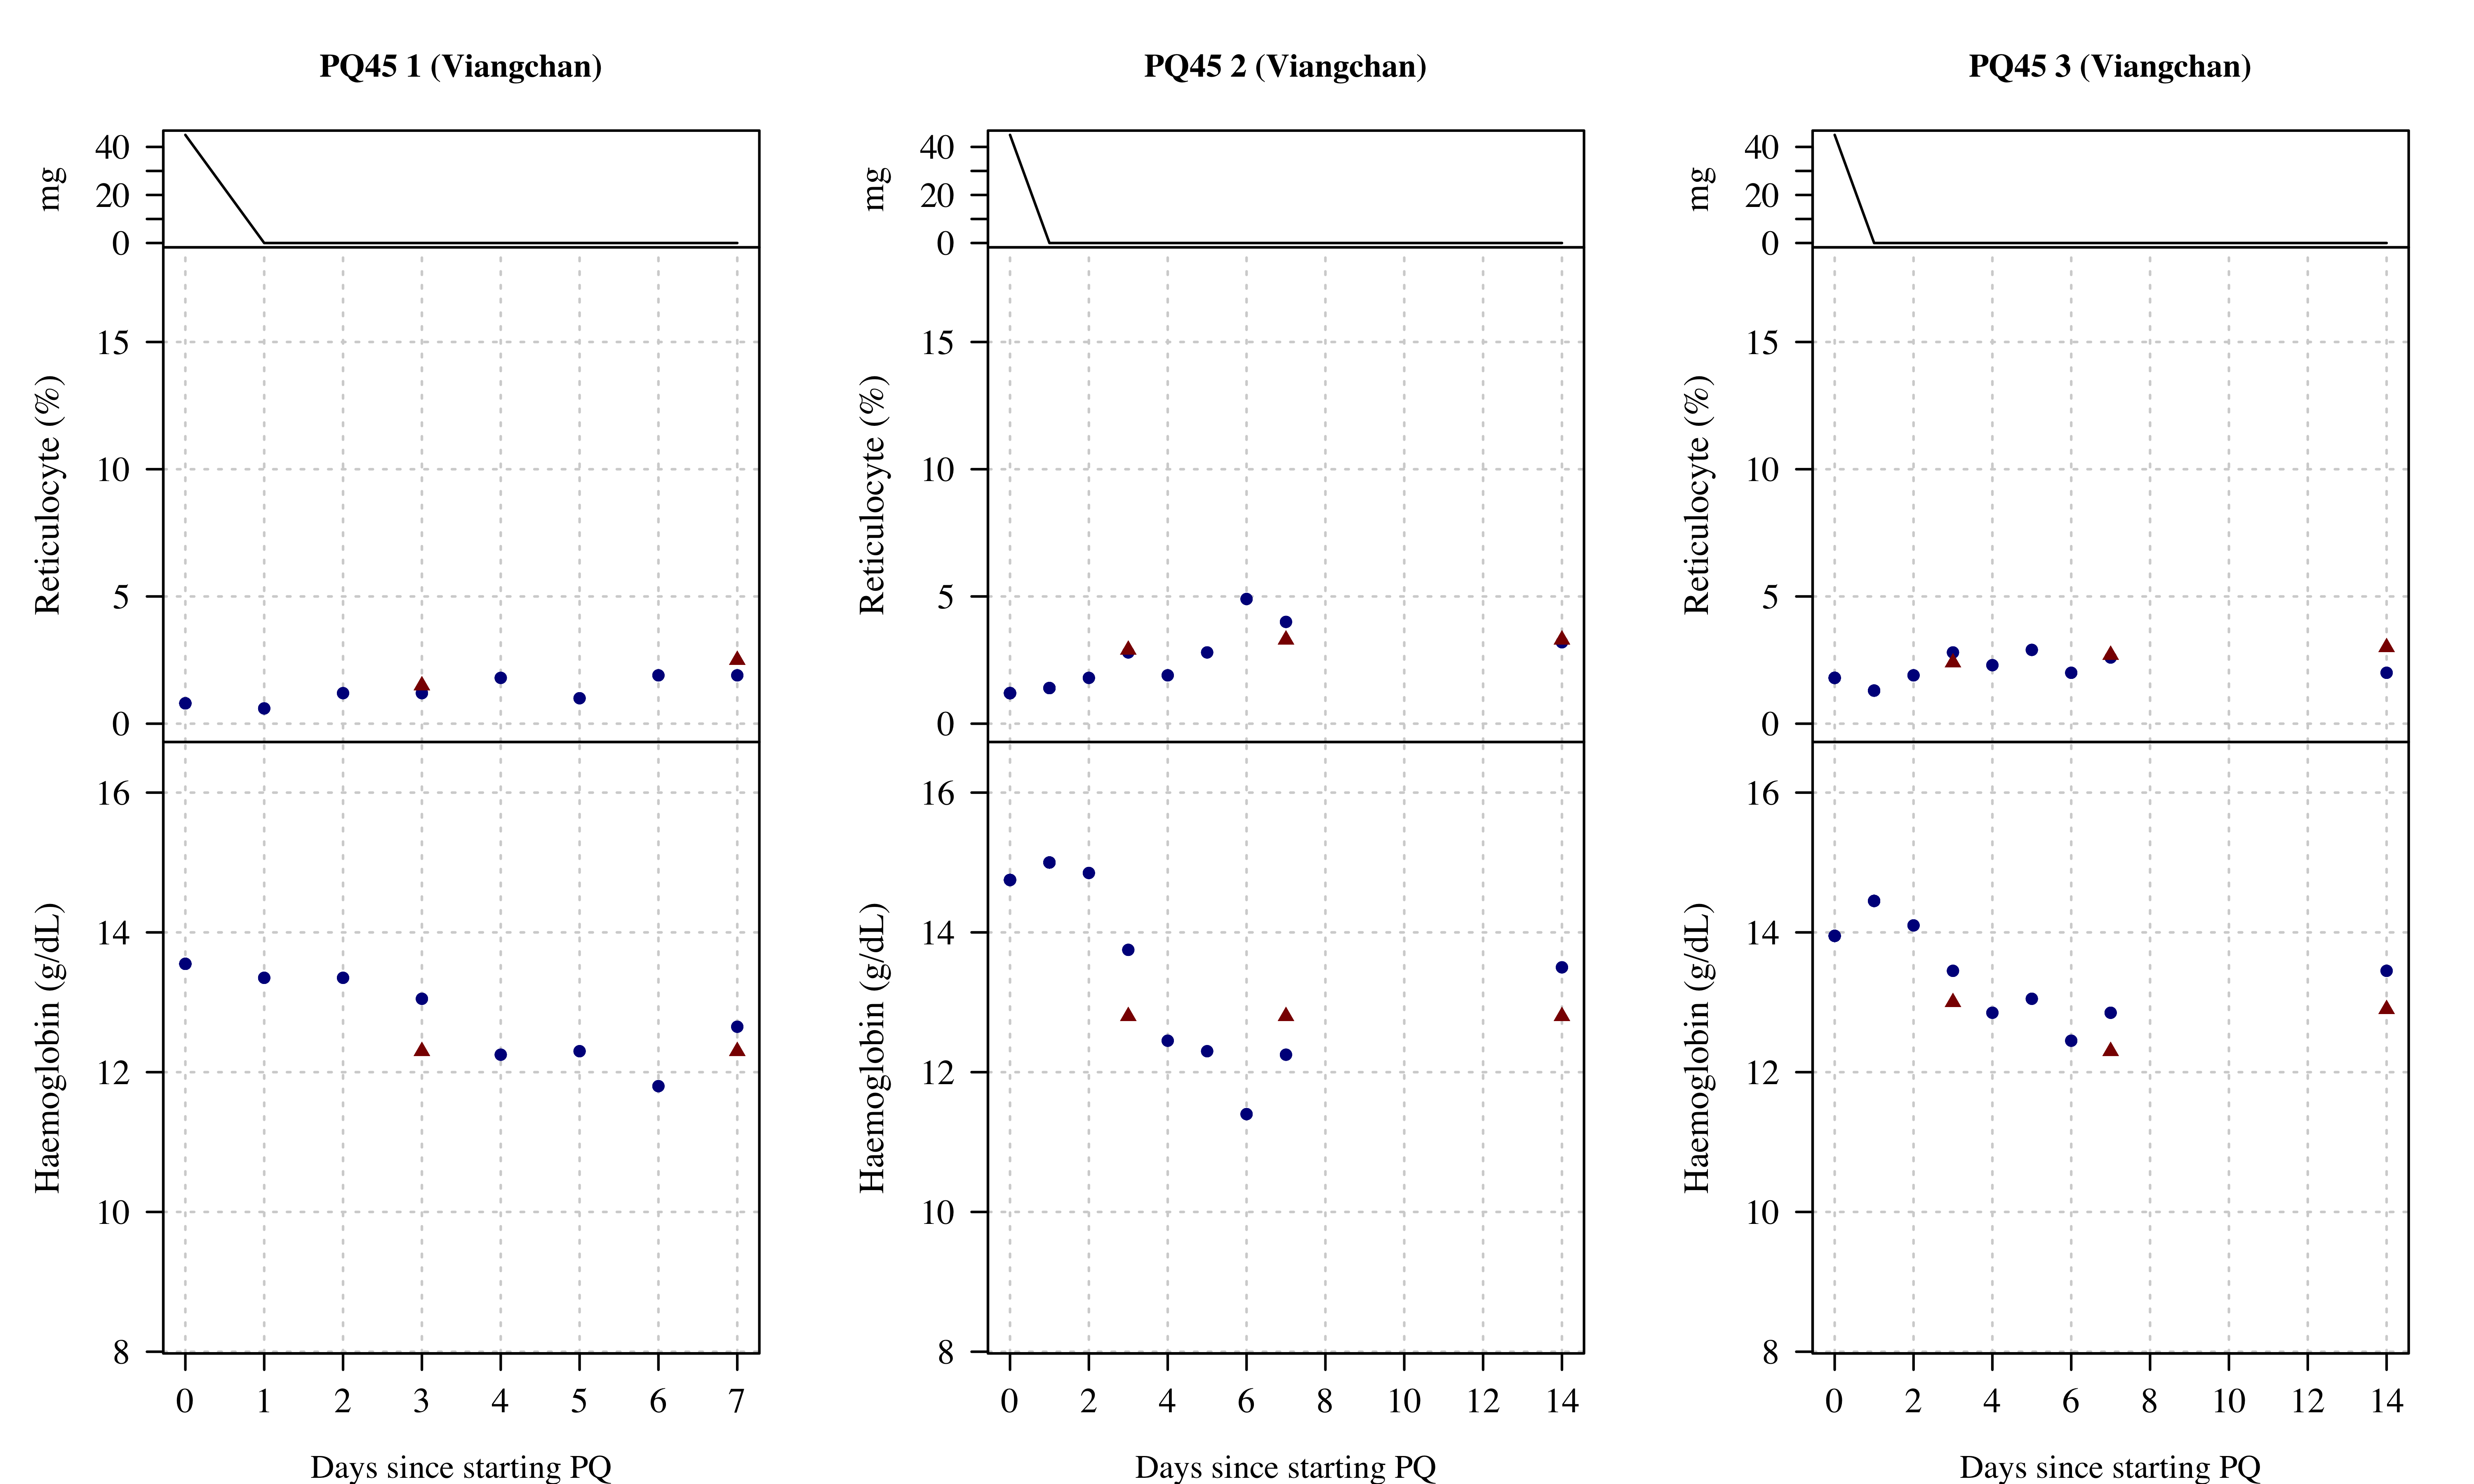 PQ45 1 (Viangchan)
mg
40
20
0
Reticulocyte (%)
15
10
5
0
Haemoglobin (g/dL)
16
14
12
10
8
0 1 2 3 4 5 6 7
Days since starting PQ
PQ45 2 (Viangchan)
mg
40
20
0
Reticulocyte (%)
15
10
5
0
Haemoglobin (g/dL)
16
14
12
10
8
0 2 4 6 8 10 12 14
Days since starting PQ
PQ45 3 (Viangchan)
mg
40
20
0
Reticulocyte (%)
15
10
5
0
Haemoglobin (g/dL)
16
14
12
10
8
0 2 4 6 8 10 12 14
Days since starting PQ